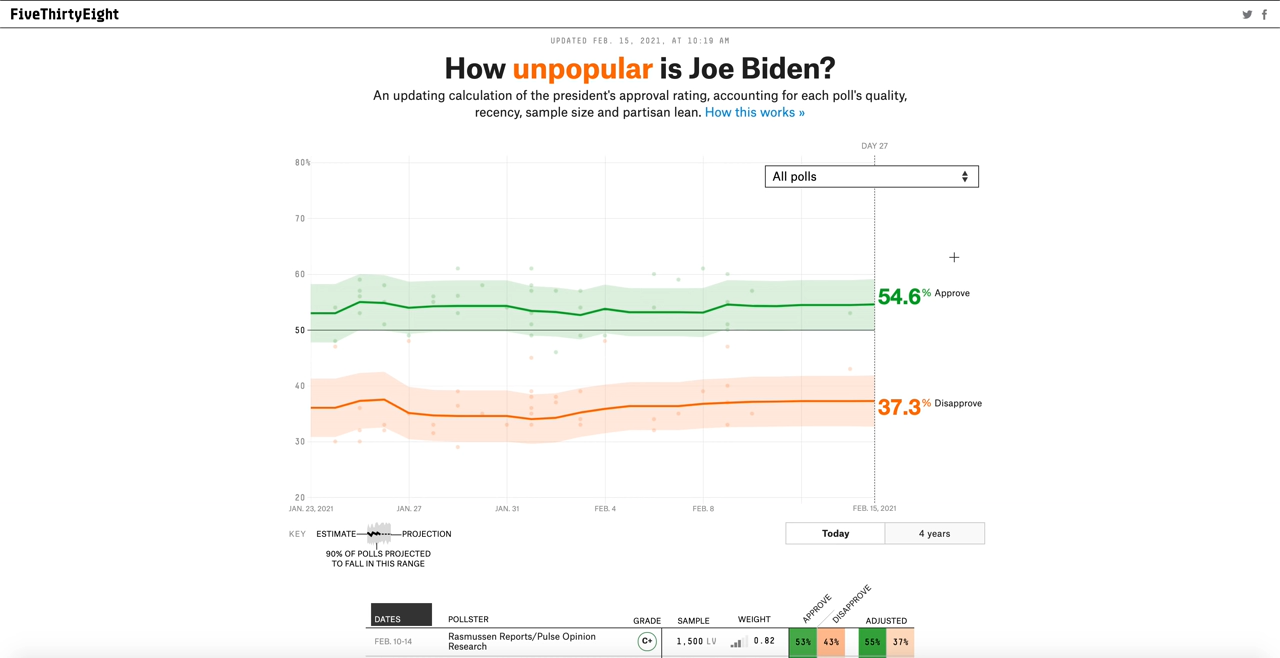 FiveThirtyEight
UPDATED FEB. 15, 2021, AT 10:19 AM
How unpopular is Joe Biden?
An updating calculation of the president's approval rating, accounting for each poll's quality,
recency, sample size and partisan lean. How this works »
DAY 27
All polls
80%
70
60
50
40
30
20
54.6% Approve
37.3% Disapprove
JAN. 23, 2021
JAN. 27
JAN. 31
FEB. 4
FEB. 8
FEB. 15, 2021
KEY
ESTIMATE
PROJECTION
90% OF POLLS PROJECTED
TO FALL IN THIS RANGE
Today
4 years
DATES
POLLSTER
GRADE
SAMPLE
WEIGHT
APPROVE
DISAPPROVE
ADJUSTED
FEB. 10-14
Rasmussen Reports/Pulse Opinion
Research
C+
1,500 LV
0.82
53%
43%
55%
37%